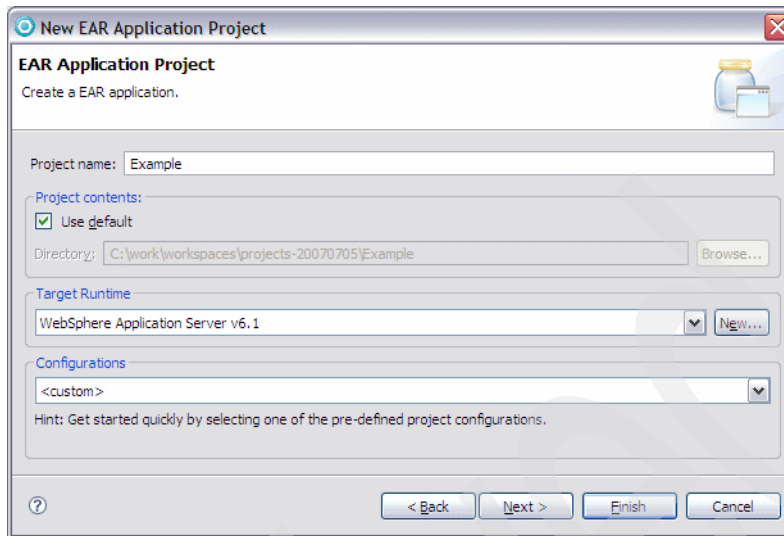 New EAR Application Project
EAR Application Project
Create a EAR application.
Project name: Example
Project contents:
Use default
Directory: C:\work\workspaces\projects-20070705\Example Browse...
Target Runtime
WebSphere Application Server v6.1 New...
Configurations
<custom>
Hint: Get started quickly by selecting one of the pre-defined project configurations.
? < Back Next > Finish Cancel